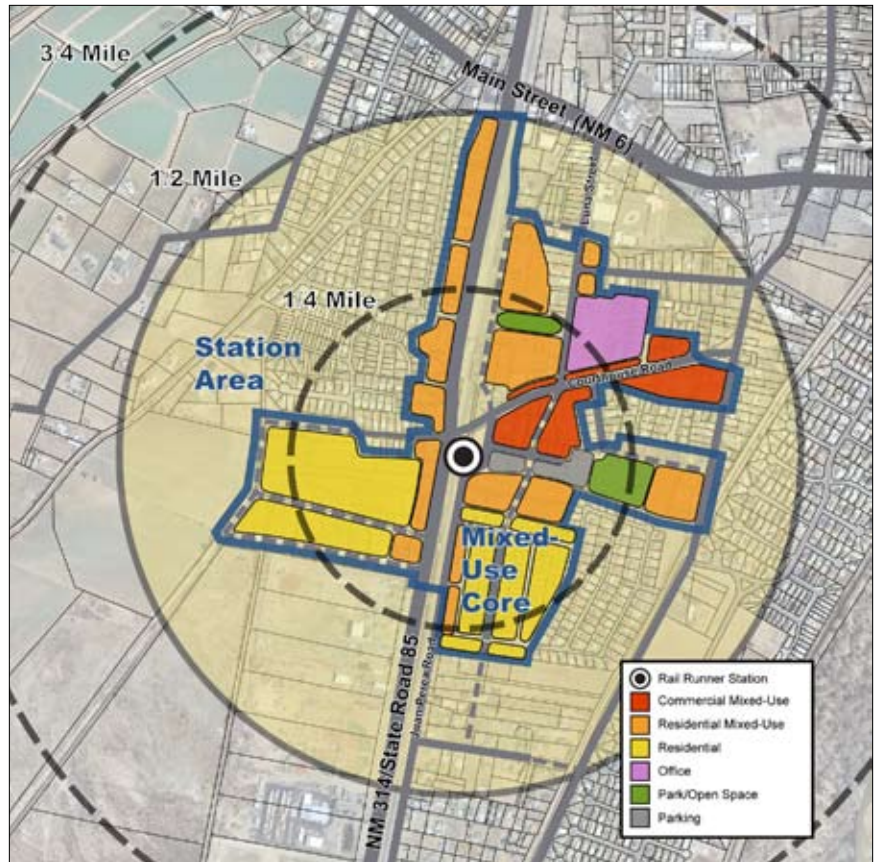 3 4 Mile
Main Street (NM 6)
1 2 Mile
Luna Street
1 4 Mile
Station
Area
Courthouse Road
Mixed-
Use
Core
NM 314/State Road 85
Juan Perea Road
Rail Runner Station
Commercial Mixed-Use
Residential Mixed-Use
Residential
Office
Park/Open Space
Parking